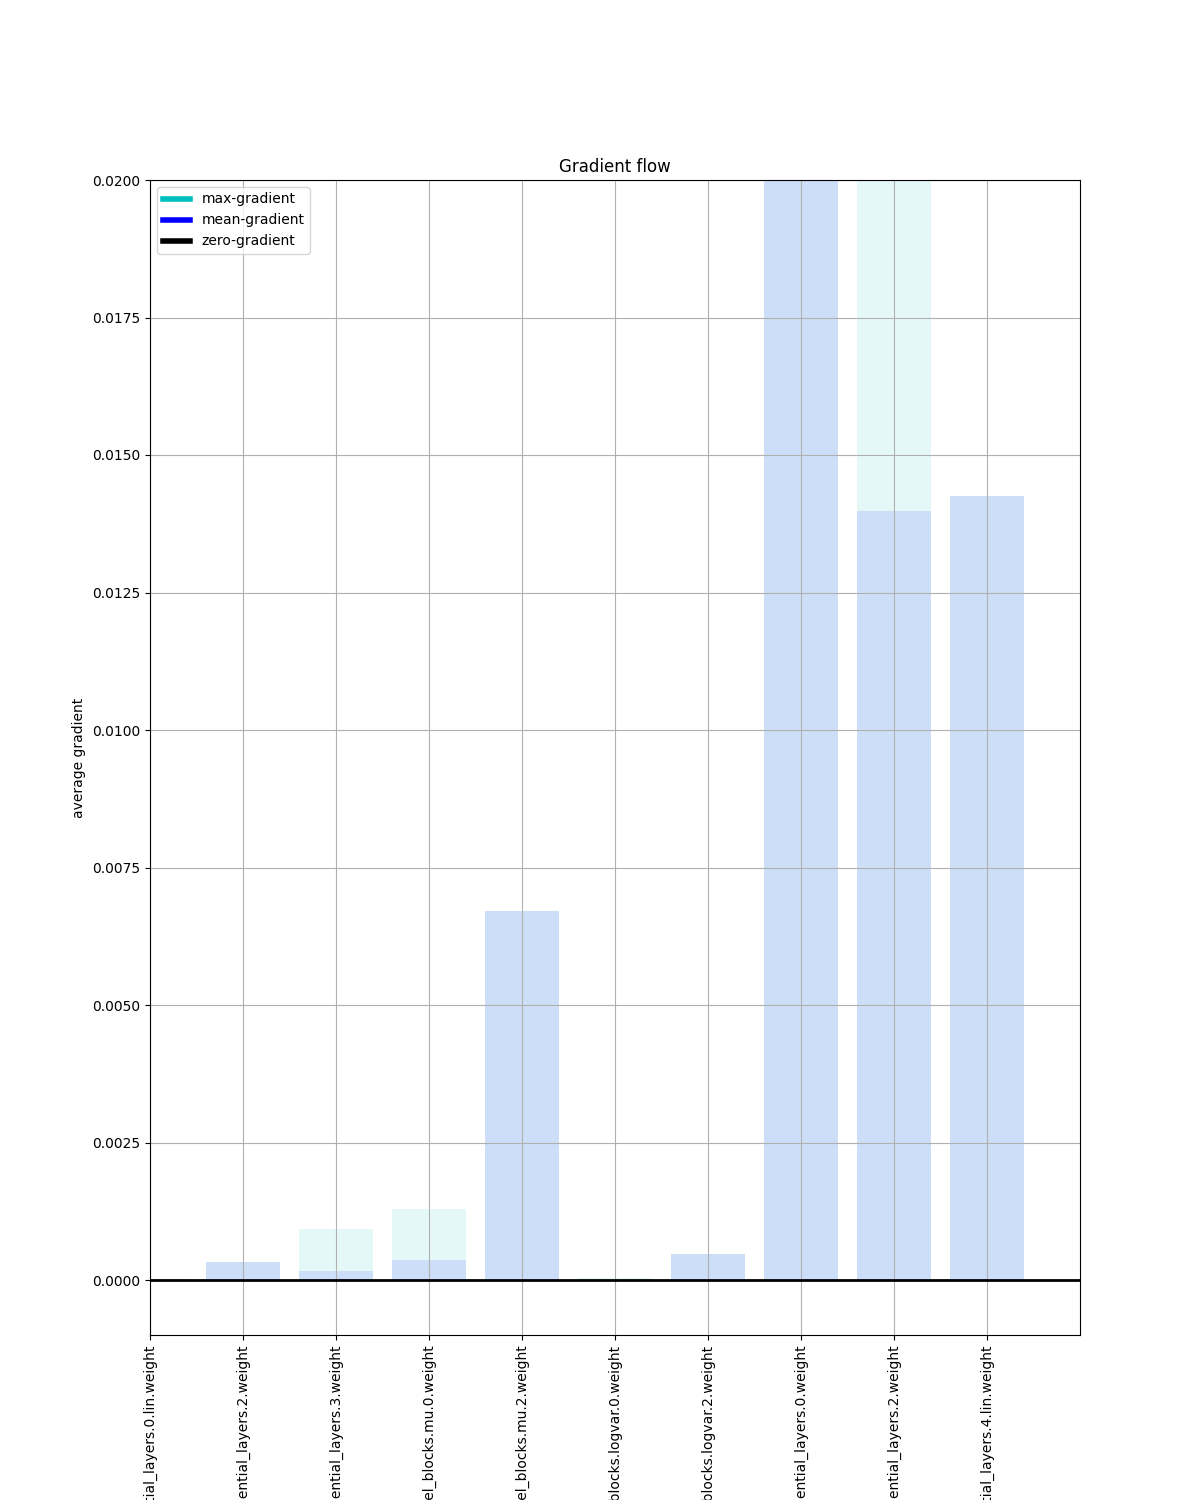 Gradient flow
max-gradient
mean-gradient
zero-gradient
0.0200
0.0175
0.0150
0.0125
0.0100
0.0075
0.0050
0.0025
0.0000
average gradient
tial_layers.0.lin.weight
ential_layers.2.weight
ential_layers.3.weight
el_blocks.mu.0.weight
el_blocks.mu.2.weight
blocks.logvar.0.weight
blocks.logvar.2.weight
ential_layers.0.weight
ential_layers.2.weight
tial_layers.4.lin.weight